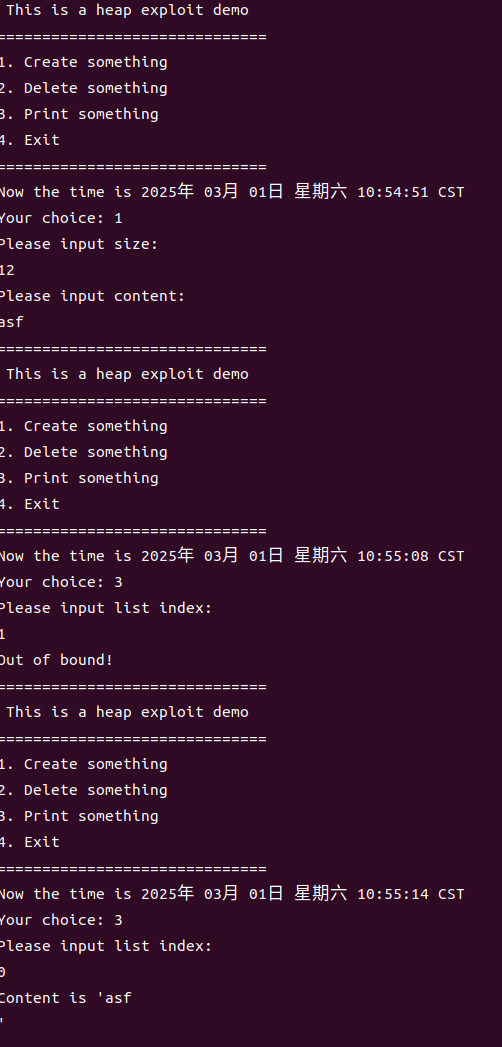 This is a heap exploit demo
==============================
1. Create something
2. Delete something
3. Print something
4. Exit
==============================
Now the time is 2025年 03月 01日 星期六 10:54:51 CST
Your choice: 1
Please input size:
12
Please input content:
asf
==============================
 This is a heap exploit demo
==============================
1. Create something
2. Delete something
3. Print something
4. Exit
==============================
Now the time is 2025年 03月 01日 星期六 10:55:08 CST
Your choice: 3
Please input list index:
1
Out of bound!
==============================
 This is a heap exploit demo
==============================
1. Create something
2. Delete something
3. Print something
4. Exit
==============================
Now the time is 2025年 03月 01日 星期六 10:55:14 CST
Your choice: 3
Please input list index:
0
Content is 'asf
'